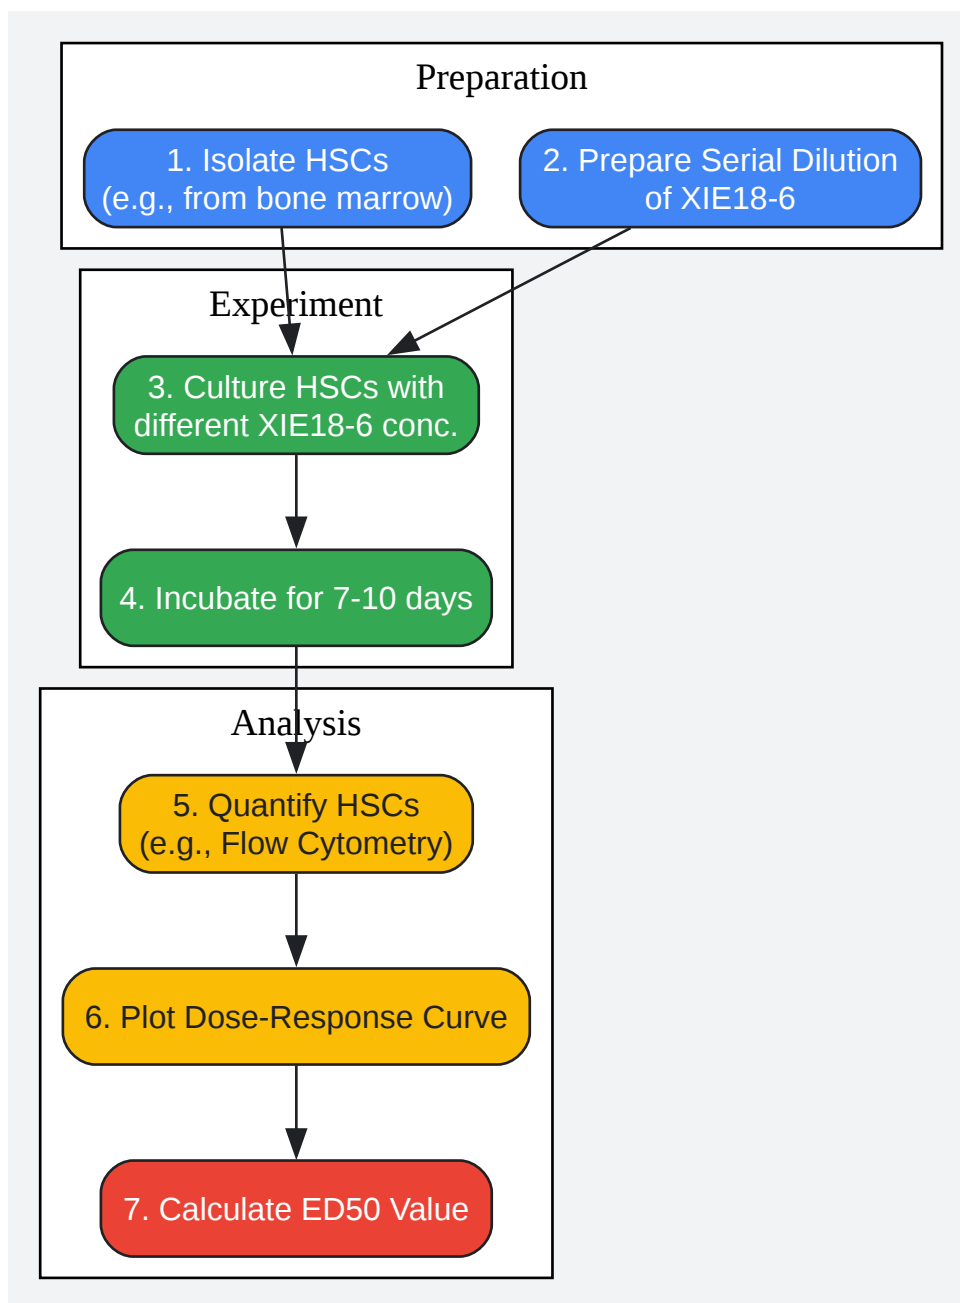 Preparation
1. Isolate HSCs
(e.g., from bone marrow)
2. Prepare Serial Dilution
of XIE18-6
Experiment
3. Culture HSCs with
different XIE18-6 conc.
4. Incubate for 7-10 days
Analysis
5. Quantify HSCs
(e.g., Flow Cytometry)
6. Plot Dose-Response Curve
7. Calculate ED50 Value